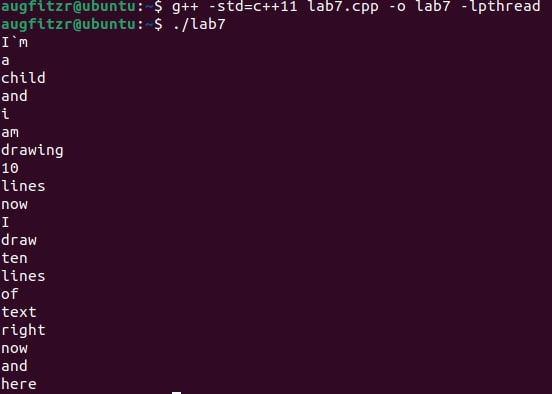 augfitzr@ubuntu:~$ g++ -std=c++11 lab7.cpp -o lab7 -lpthread
augfitzr@ubuntu:~$ ./lab7
I`m
a
child
and
i
am
drawing
10
lines
now
I
draw
ten
lines
of
text
right
now
and
here